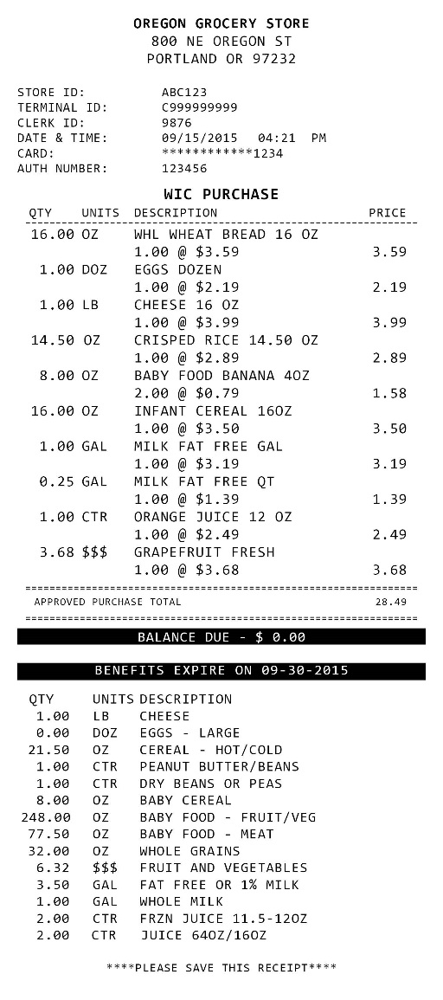 OREGON GROCERY STORE
800 NE OREGON ST
PORTLAND OR 97232
STORE ID: ABC123
TERMINAL ID: C999999999
CLERK ID: 9876
DATE & TIME: 09/15/2015 04:21 PM
CARD: ************1234
AUTH NUMBER: 123456
WIC PURCHASE
QTY UNITS DESCRIPTION PRICE
16.00 OZ WHL WHEAT BREAD 16 OZ
1.00 @ $3.59 3.59
1.00 DOZ EGGS DOZEN
1.00 @ $2.19 2.19
1.00 LB CHEESE 16 OZ
1.00 @ $3.99 3.99
14.50 OZ CRISPED RICE 14.50 OZ
1.00 @ $2.89 2.89
8.00 OZ BABY FOOD BANANA 4OZ
2.00 @ $0.79 1.58
16.00 OZ INFANT CEREAL 16OZ
1.00 @ $3.50 3.50
1.00 GAL MILK FAT FREE GAL
1.00 @ $3.19 3.19
0.25 GAL MILK FAT FREE QT
1.00 @ $1.39 1.39
1.00 CTR ORANGE JUICE 12 OZ
1.00 @ $2.49 2.49
3.68 $$$ GRAPEFRUIT FRESH
1.00 @ $3.68 3.68
APPROVED PURCHASE TOTAL 28.49
BALANCE DUE - $ 0.00
BENEFITS EXPIRE ON 09-30-2015
QTY UNITS DESCRIPTION
1.00 LB CHEESE
0.00 DOZ EGGS - LARGE
21.50 OZ CEREAL - HOT/COLD
1.00 CTR PEANUT BUTTER/BEANS
1.00 CTR DRY BEANS OR PEAS
8.00 OZ BABY CEREAL
248.00 OZ BABY FOOD - FRUIT/VEG
77.50 OZ BABY FOOD - MEAT
32.00 OZ WHOLE GRAINS
6.32 $$$ FRUIT AND VEGETABLES
3.50 GAL FAT FREE OR 1% MILK
1.00 GAL WHOLE MILK
2.00 CTR FRZN JUICE 11.5-12OZ
2.00 CTR JUICE 64OZ/16OZ
****PLEASE SAVE THIS RECEIPT****